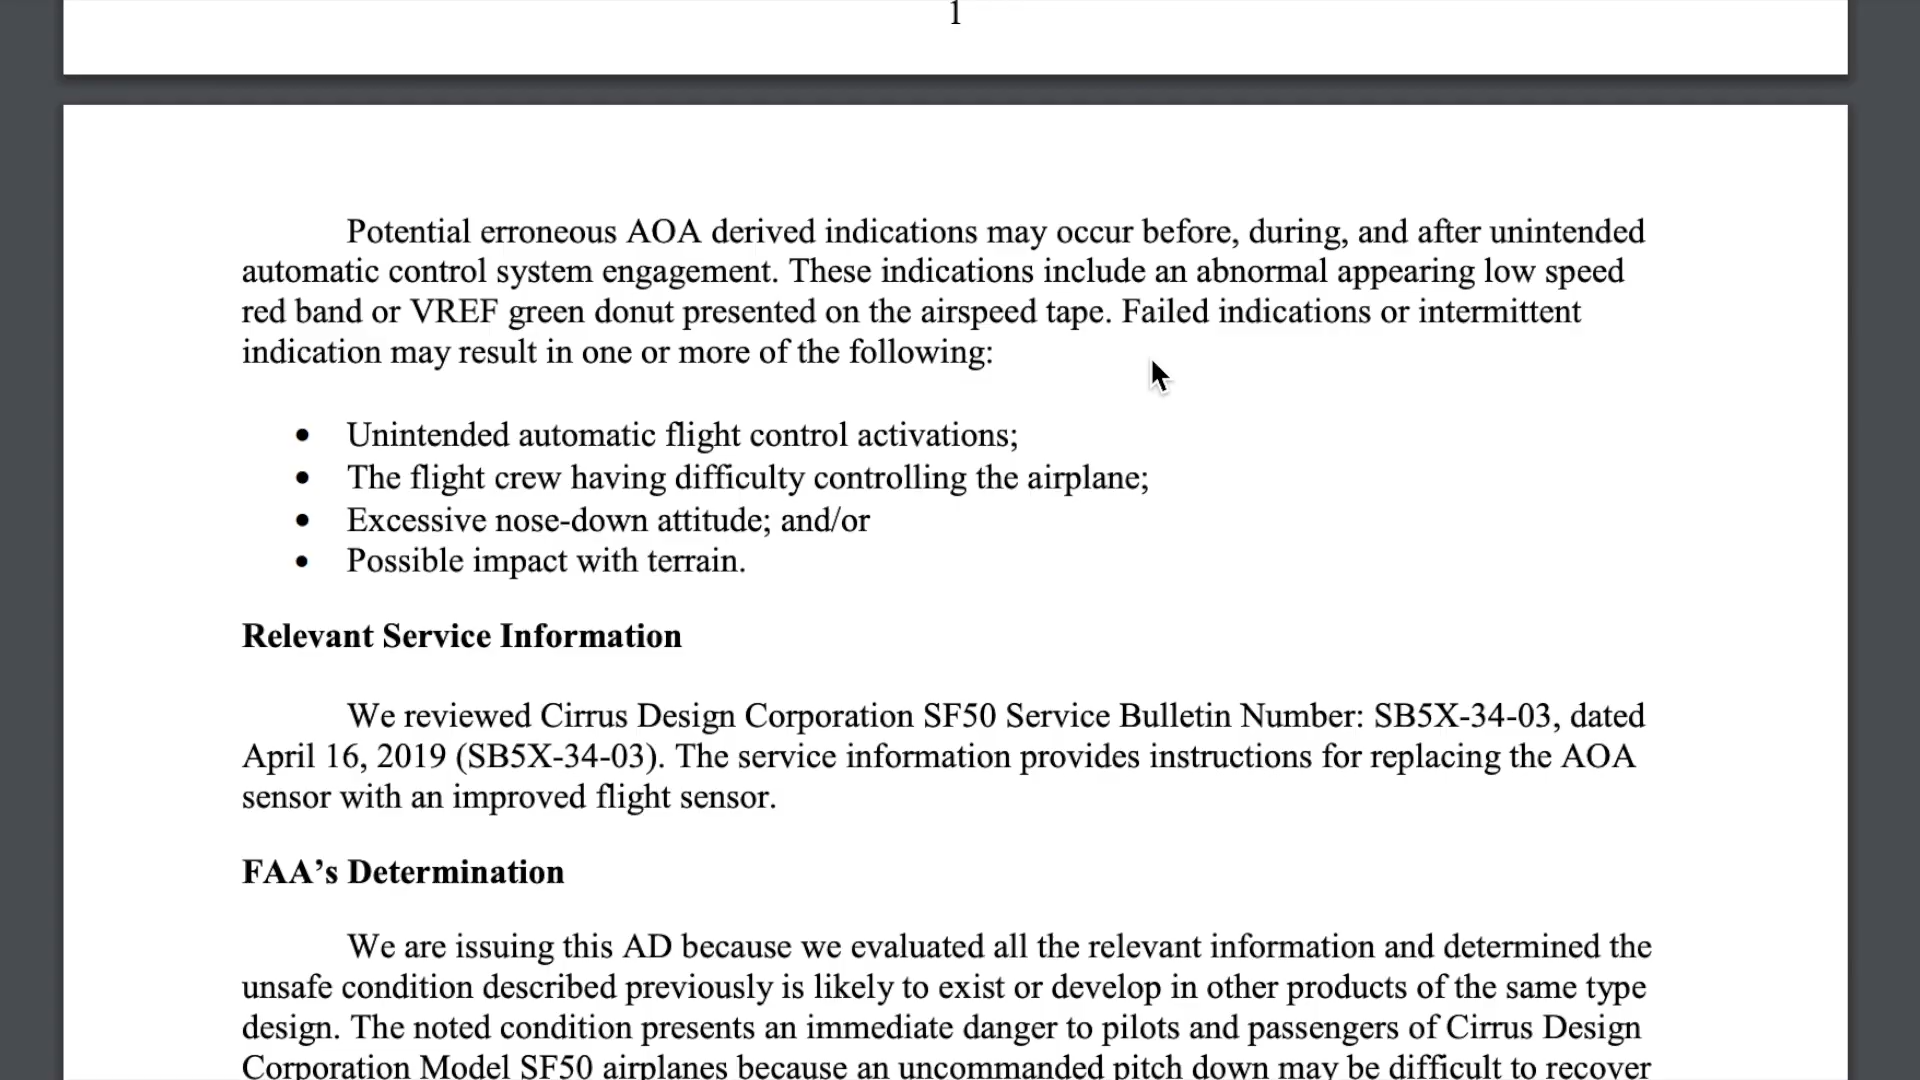 1
Potential erroneous AOA derived indications may occur before, during, and after unintended
automatic control system engagement. These indications include an abnormal appearing low speed
red band or VREF green donut presented on the airspeed tape. Failed indications or intermittent
indication may result in one or more of the following:
• Unintended automatic flight control activations;
• The flight crew having difficulty controlling the airplane;
• Excessive nose-down attitude; and/or
• Possible impact with terrain.
Relevant Service Information
We reviewed Cirrus Design Corporation SF50 Service Bulletin Number: SB5X-34-03, dated
April 16, 2019 (SB5X-34-03). The service information provides instructions for replacing the AOA
sensor with an improved flight sensor.
FAA’s Determination
We are issuing this AD because we evaluated all the relevant information and determined the
unsafe condition described previously is likely to exist or develop in other products of the same type
design. The noted condition presents an immediate danger to pilots and passengers of Cirrus Design
Corporation Model SF50 airplanes because an uncommanded pitch down may be difficult to recover